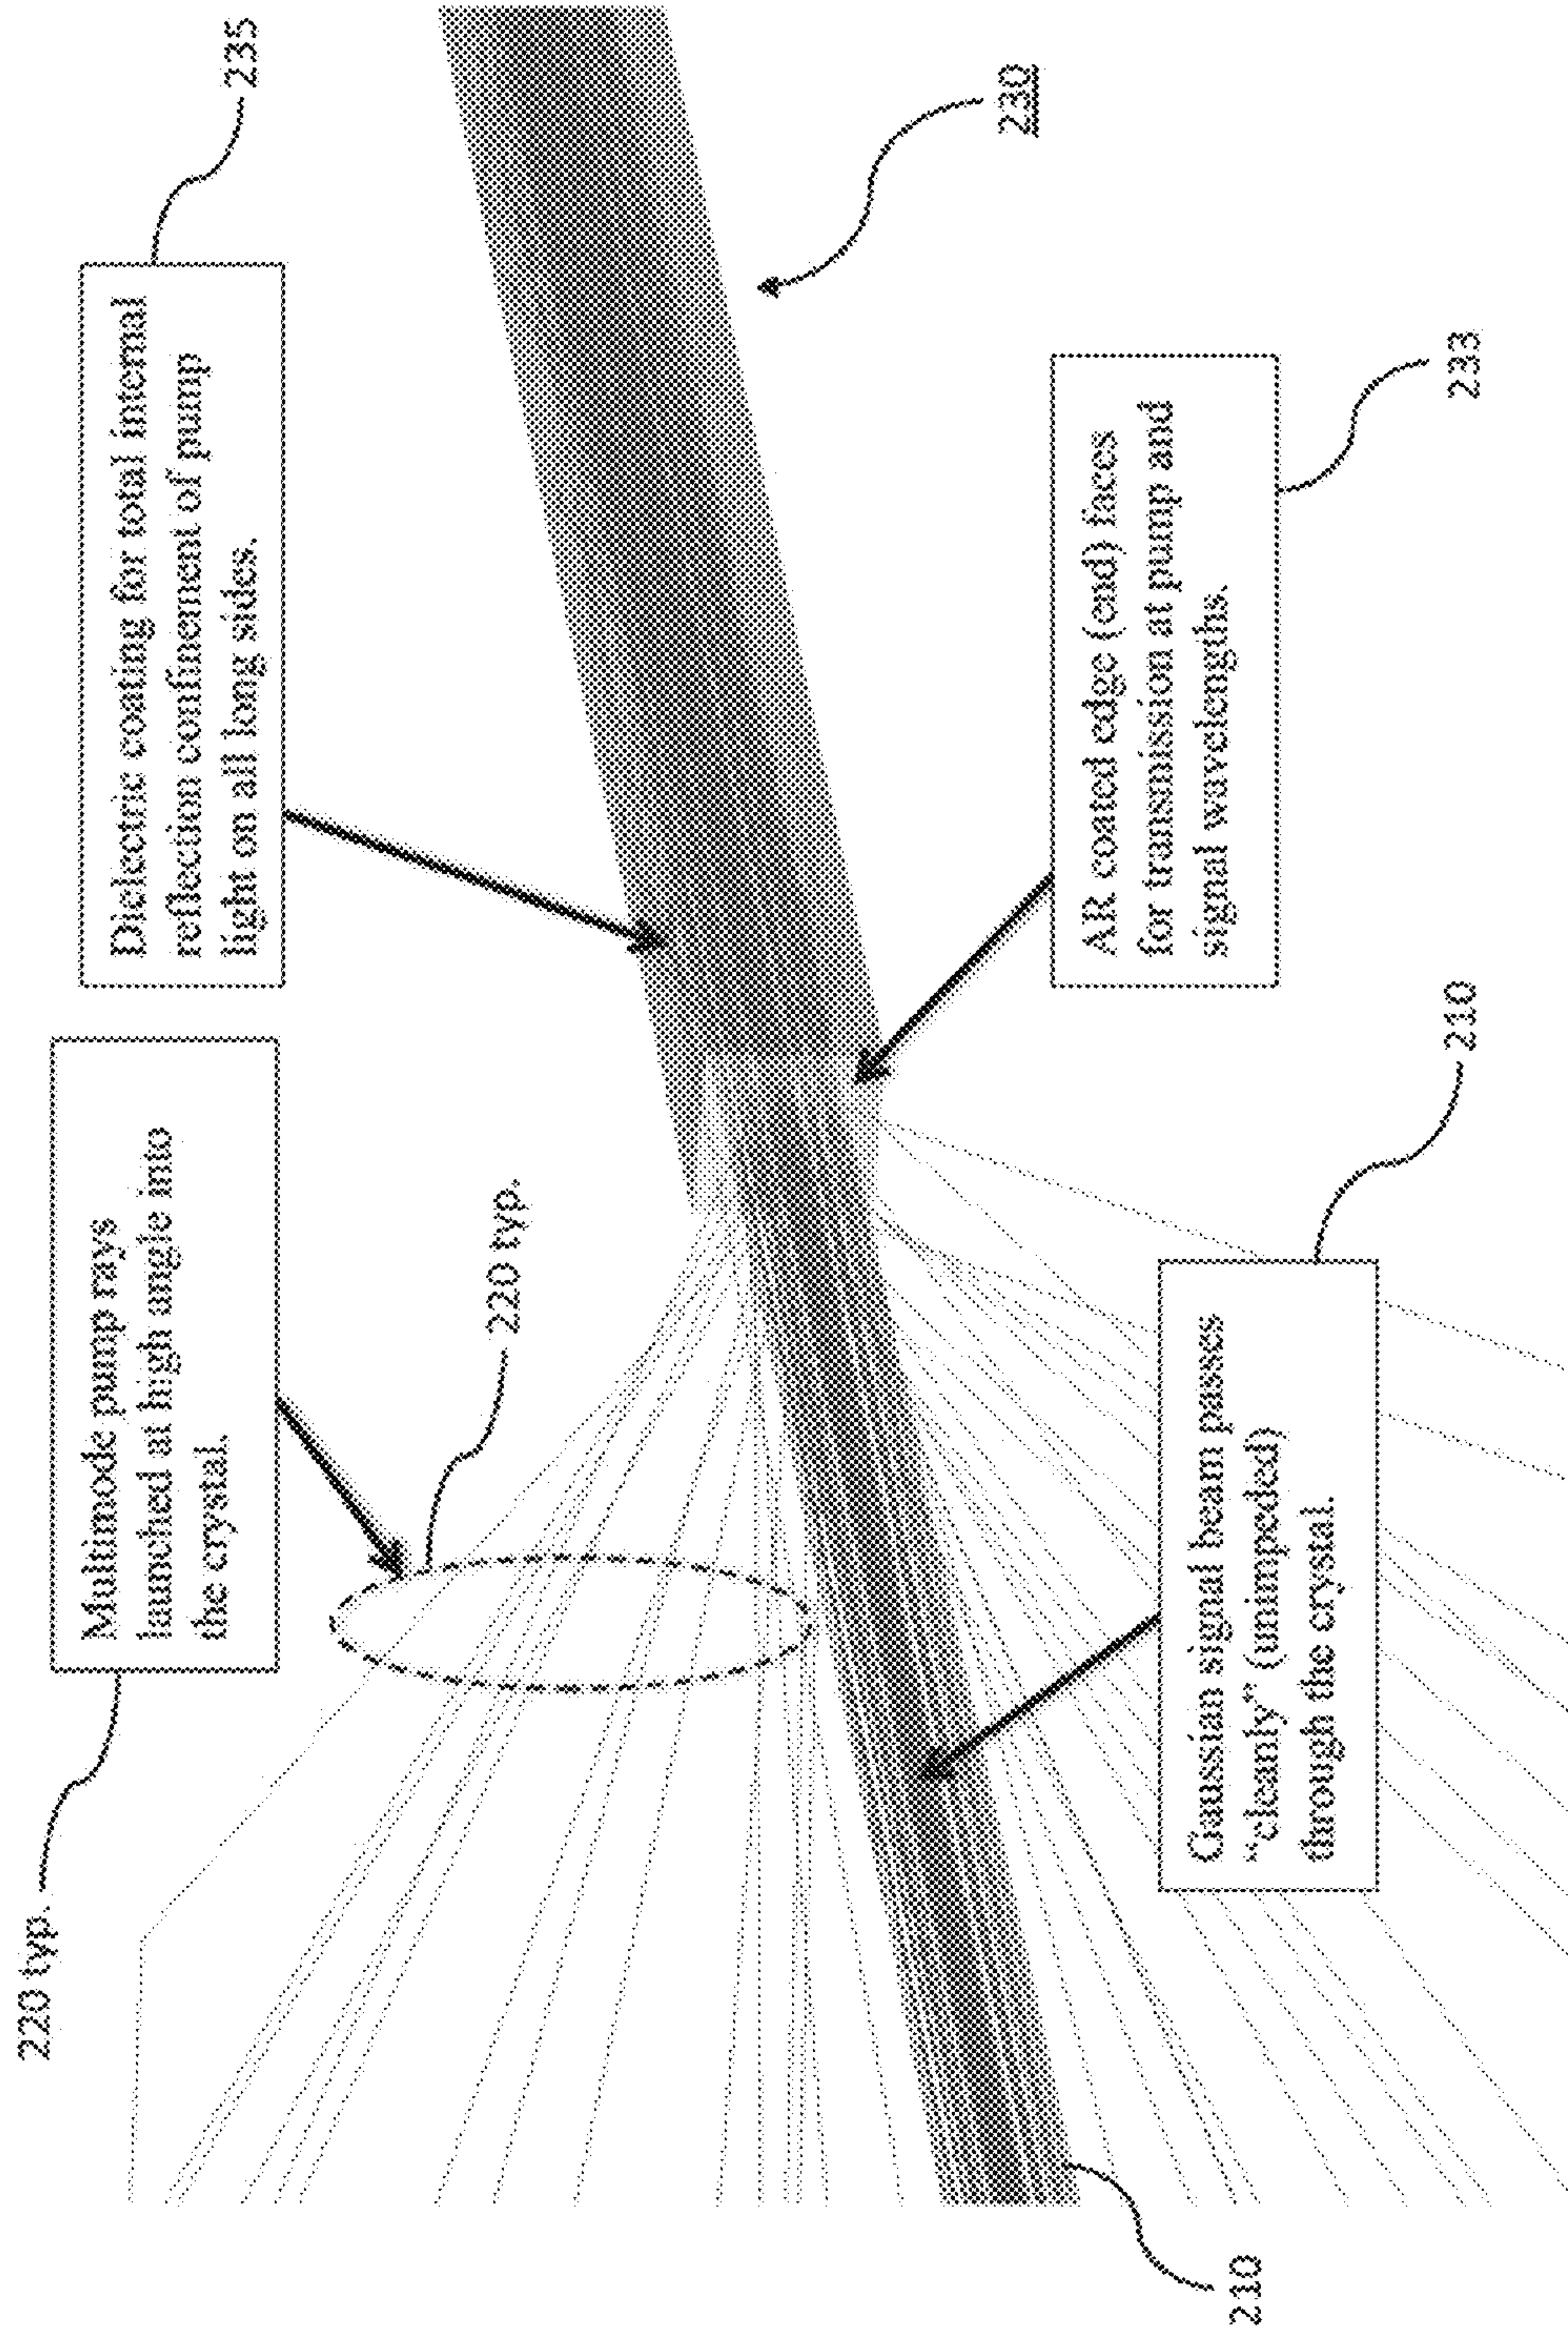 220 typ.
Multimode pump rays
launched at high angle into
the crystal.
220 typ.
Dielectric coating for total internal
reflection confinement of pump
light on all long sides.
235
230
210
Gaussian signal beam passes
“cleanly” (unimpeded)
through the crystal.
210
AR coated edge (end) faces
for transmission at pump and
signal wavelengths.
233